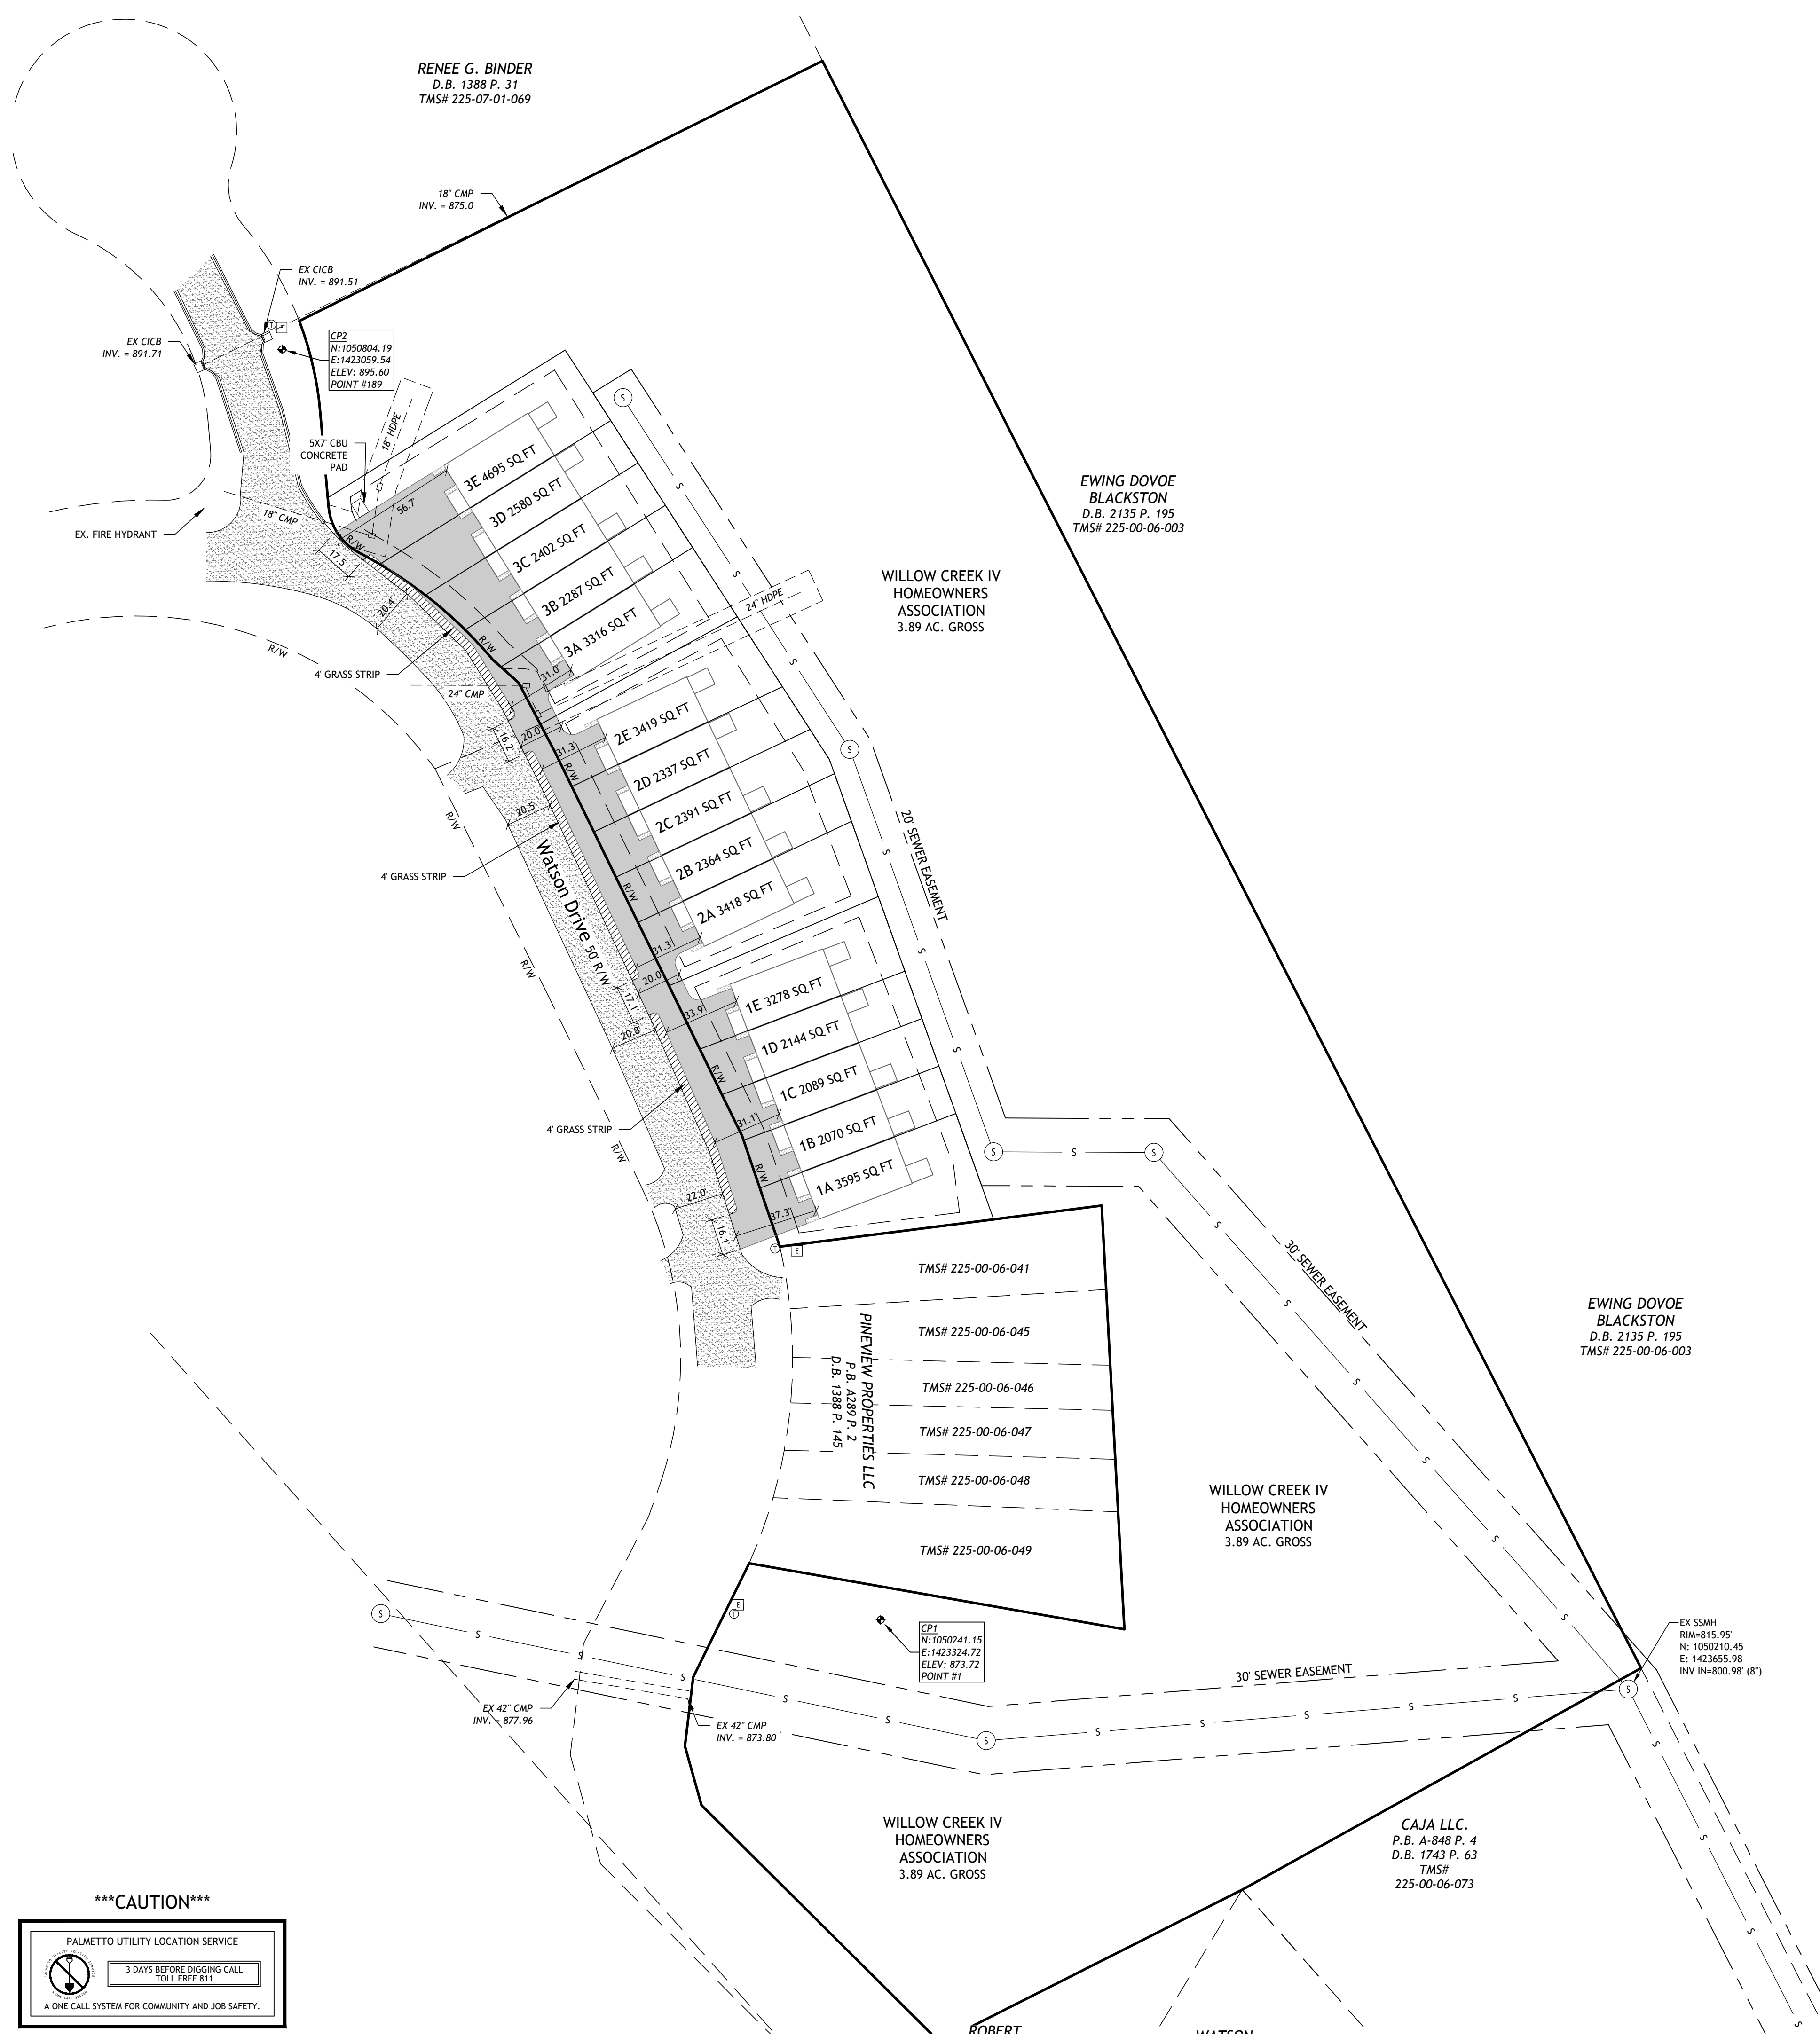 RENEE G. BINDER
D.B. 1388 P. 31
TMS# 225-07-01-069
18" CMP
INV. = 875.0
EX CICB
INV. = 891.51
EX CICB
INV. = 891.71
CP2
N:1050804.19
E:1423059.54
ELEV: 895.60
POINT #189
T
E
18" HDPE
5X7' CBU
CONCRETE
PAD
56.7'
18" CMP
EX. FIRE HYDRANT
R/W
17.5'
20.4'
R/W
R/W
4' GRASS STRIP
24" CMP
31.0'
24" HDPE
3E 4695 SQ FT
3D 2580 SQ FT
3C 2402 SQ FT
3B 2287 SQ FT
3A 3316 SQ FT
S
S
S
S
EWING DOVOE
BLACKSTON
D.B. 2135 P. 195
TMS# 225-00-06-003
WILLOW CREEK IV
HOMEOWNERS
ASSOCIATION
3.89 AC. GROSS
16.2'
20.0'
31.3'
R/W
20.5'
R/W
4' GRASS STRIP
2E 3419 SQ FT
2D 2337 SQ FT
2C 2391 SQ FT
2B 2364 SQ FT
2A 3418 SQ FT
S
S
S
S
20' SEWER EASEMENT
Watson Drive 50' R/W
R/W
R/W
31.3'
20.0'
17.1'
20.8'
33.9'
1E 3278 SQ FT
1D 2144 SQ FT
1C 2089 SQ FT
1B 2070 SQ FT
1A 3595 SQ FT
R/W
31.1'
4' GRASS STRIP
R/W
R/W
22.0'
37.3'
16.1'
T
E
S
S
S
S
S
S
S
S
S
S
30' SEWER EASEMENT
EWING DOVOE
BLACKSTON
D.B. 2135 P. 195
TMS# 225-00-06-003
TMS# 225-00-06-041
TMS# 225-00-06-045
TMS# 225-00-06-046
TMS# 225-00-06-047
TMS# 225-00-06-048
TMS# 225-00-06-049
PINEVIEW PROPERTIES LLC
P.B. A289 P. 2
D.B. 1388 P. 145
WILLOW CREEK IV
HOMEOWNERS
ASSOCIATION
3.89 AC. GROSS
E
T
CP1
N:1050241.15
E:1423324.72
ELEV: 873.72
POINT #1
EX SSMH
RIM=815.95'
N: 1050210.45
E: 1423655.98
INV IN=800.98' (8")
S
S
S
S
S
S
S
S
S
S
S
S
S
30' SEWER EASEMENT
EX 42" CMP
INV. = 877.96
EX 42" CMP
INV. = 873.80
WILLOW CREEK IV
HOMEOWNERS
ASSOCIATION
3.89 AC. GROSS
CAJA LLC.
P.B. A-848 P. 4
D.B. 1743 P. 63
TMS#
225-00-06-073
S
S
S
S
***CAUTION***
PALMETTO UTILITY LOCATION SERVICE
PALMETTO UTILITY LOCATION SERVICE
A ONE CALL SYSTEM
3 DAYS BEFORE DIGGING CALL
TOLL FREE 811
A ONE CALL SYSTEM FOR COMMUNITY AND JOB SAFETY.
ROBERT
WATSON